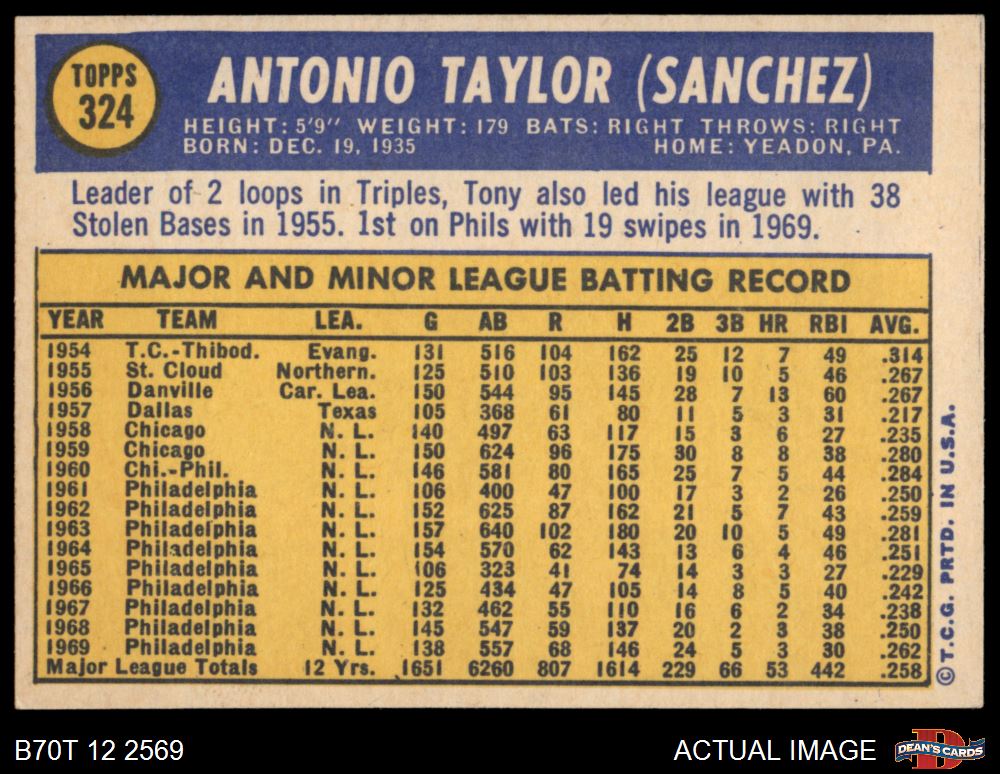 TOPPS
324
ANTONIO TAYLOR (SANCHEZ)
HEIGHT: 5'9" WEIGHT: 179 BATS: RIGHT THROWS: RIGHT
BORN: DEC. 19, 1935 HOME: YEADON, PA.
Leader of 2 loops in Triples, Tony also led his league with 38
Stolen Bases in 1955. 1st on Phils with 19 swipes in 1969.
MAJOR AND MINOR LEAGUE BATTING RECORD
YEAR TEAM LEA. G AB R H 2B 3B HR RBI AVG.
1954 T.C.-Thibod. Evang. 131 516 104 162 25 12 7 49 .314
1955 St. Cloud Northern. 125 510 103 136 19 10 5 46 .267
1956 Danville Car. Lea. 150 544 95 145 28 7 13 60 .267
1957 Dallas Texas 105 368 61 80 11 5 3 31 .217
1958 Chicago N. L. 140 497 63 117 15 3 6 27 .235
1959 Chicago N. L. 150 624 96 175 30 8 8 38 .280
1960 Chi.-Phil. N. L. 146 581 80 165 25 7 5 44 .284
1961 Philadelphia N. L. 106 400 47 100 17 3 2 26 .250
1962 Philadelphia N. L. 152 625 87 162 21 5 7 43 .259
1963 Philadelphia N. L. 157 640 102 180 20 10 5 49 .281
1964 Philadelphia N. L. 154 570 62 143 13 6 4 46 .251
1965 Philadelphia N. L. 106 323 41 74 14 3 3 27 .229
1966 Philadelphia N. L. 125 434 47 105 14 8 5 40 .242
1967 Philadelphia N. L. 132 462 55 110 16 6 2 34 .238
1968 Philadelphia N. L. 145 547 59 137 20 2 3 38 .250
1969 Philadelphia N. L. 138 557 68 146 24 5 3 30 .262
Major League Totals 12 Yrs. 1651 6260 807 1614 229 66 53 442 .258
©T.C.G. PRTD. IN U.S.A.
B70T 12 2569 ACTUAL IMAGE
DEAN'S CARDS